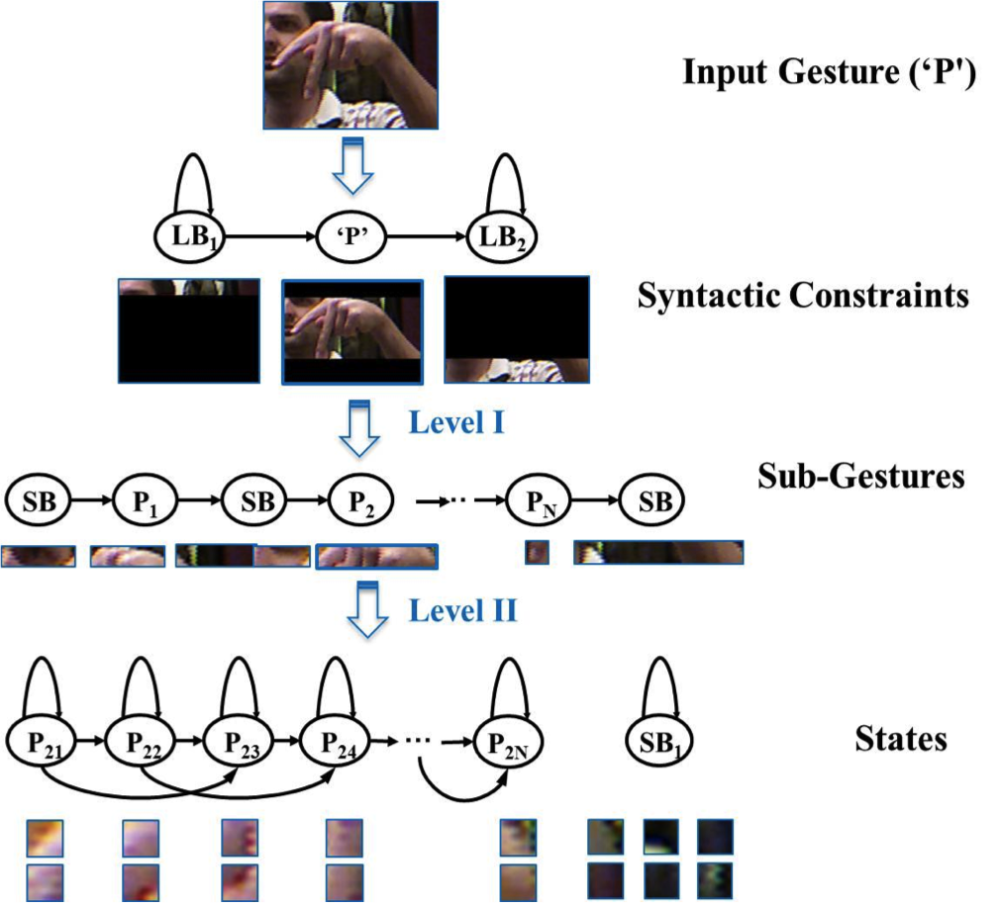 Input Gesture (‘P')
LB1 ‘P’ LB2
Syntactic Constraints
Level I
Sub-Gestures
SB P1 SB P2 ·· PN SB
Level II
P21 P22 P23 P24 ... P2N SB1
States